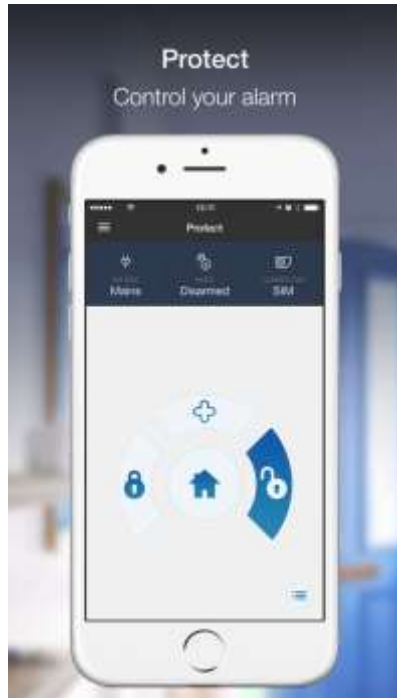 Protect
Control your alarm
Protect
Mains
Disarmed
SIM